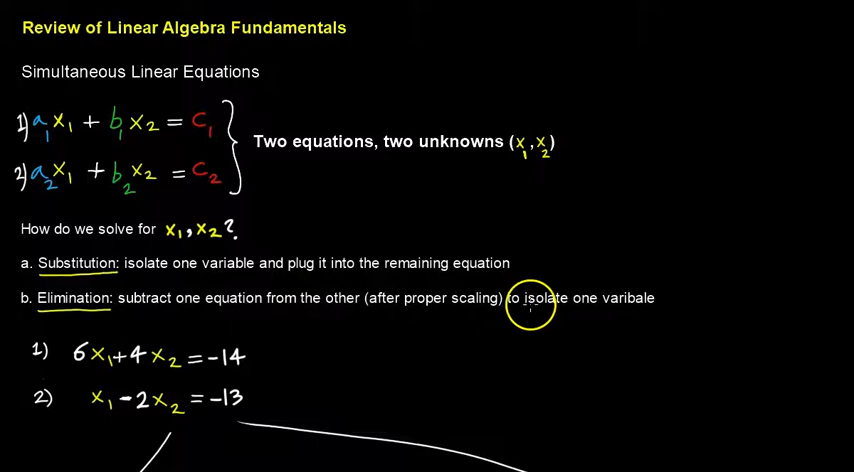 Review of Linear Algebra Fundamentals
Simultaneous Linear Equations
1) a₁x₁ + b₁x₂ = c₁
2) a₂x₁ + b₂x₂ = c₂
Two equations, two unknowns (x₁, x₂)
How do we solve for x₁, x₂?
a. Substitution: isolate one variable and plug it into the remaining equation
b. Elimination: subtract one equation from the other (after proper scaling) to isolate one varibale
1) 6x₁+4x₂ = -14
2) x₁ - 2x₂ = -13